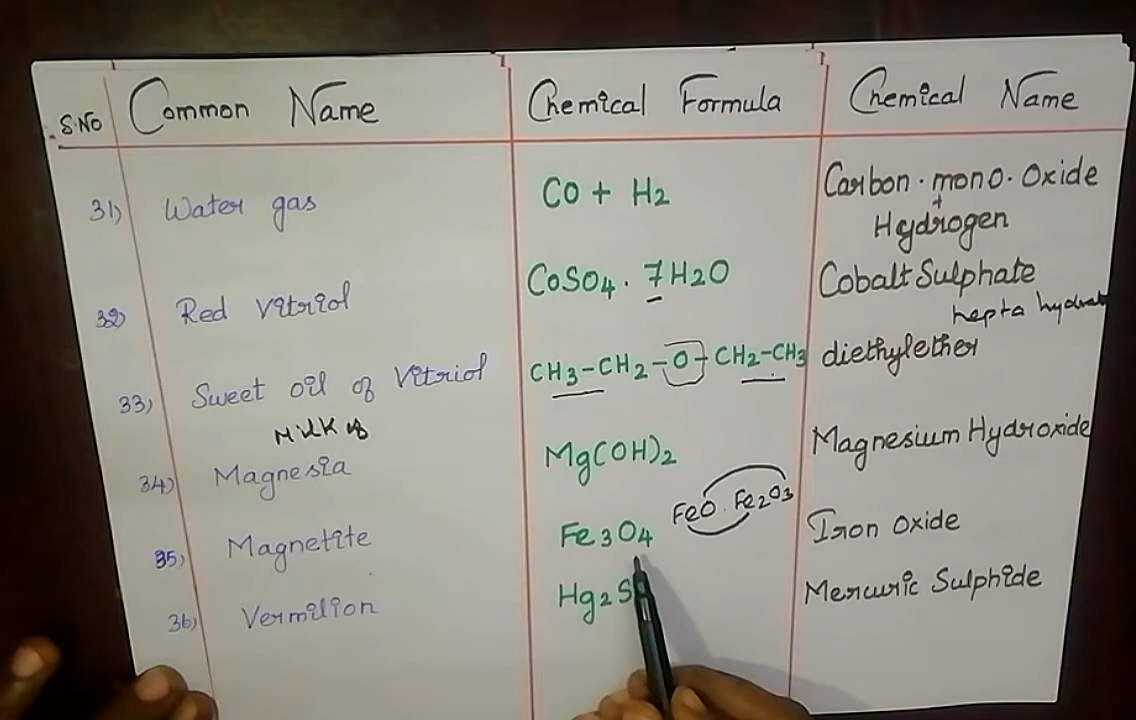 S.No Common Name Chemical Formula Chemical Name
31) Water gas CO + H2 Carbon.mono.Oxide
+
Hydrogen
32) Red Vitriol CoSO4 . 7H2O Cobalt Sulphate
hepta hydrate
33) Sweet oil of Vitriol CH3-CH2-O-CH2-CH3 diethylether
Milk of
34) Magnesia Mg(OH)2 Magnesium Hydroxide
FeO.Fe2O3
35) Magnetite Fe3O4 Iron Oxide
36) Vermilion Hg2S Mercuric Sulphide